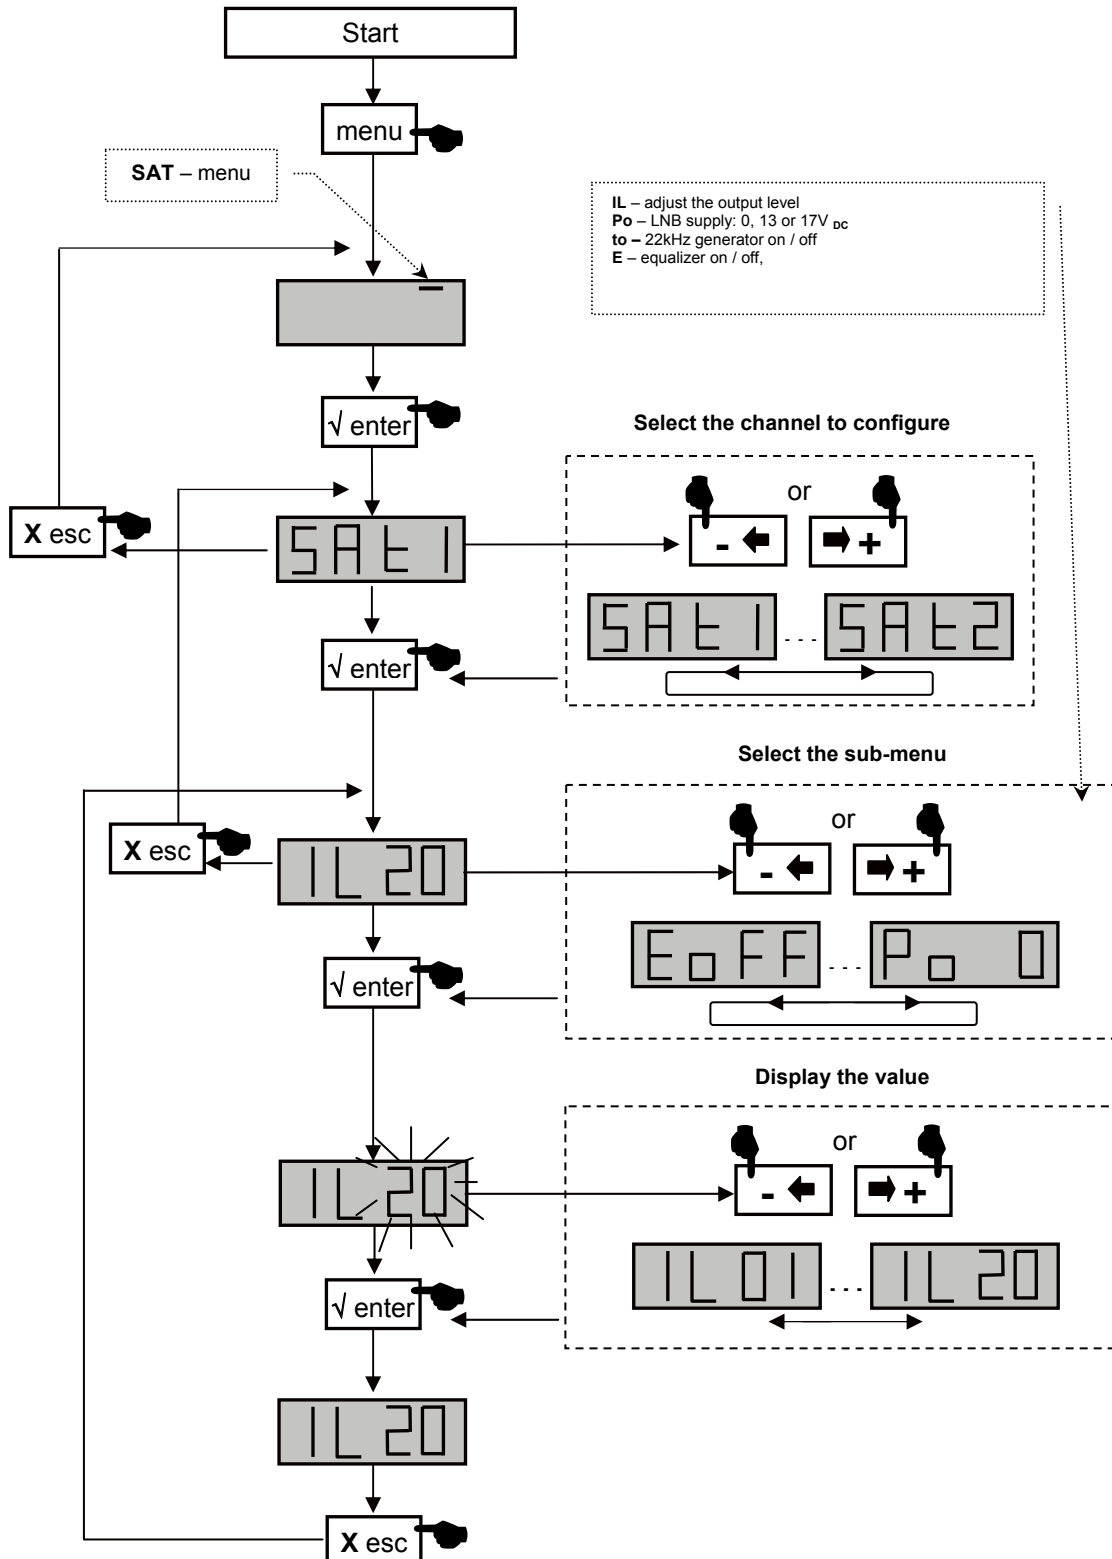 Start
menu
SAT – menu
IL – adjust the output level
Po – LNB supply: 0, 13 or 17V DC
to – 22kHz generator on / off
E – equalizer on / off,
√ enter
Select the channel to configure
or
- +
X esc
SAt1
SAt1 - - - SAt2
√ enter
Select the sub-menu
or
X esc
IL 20
- +
EoFF - - - Po 0
√ enter
Display the value
or
IL 20
- +
IL 01 - - - IL 20
√ enter
IL 20
X esc